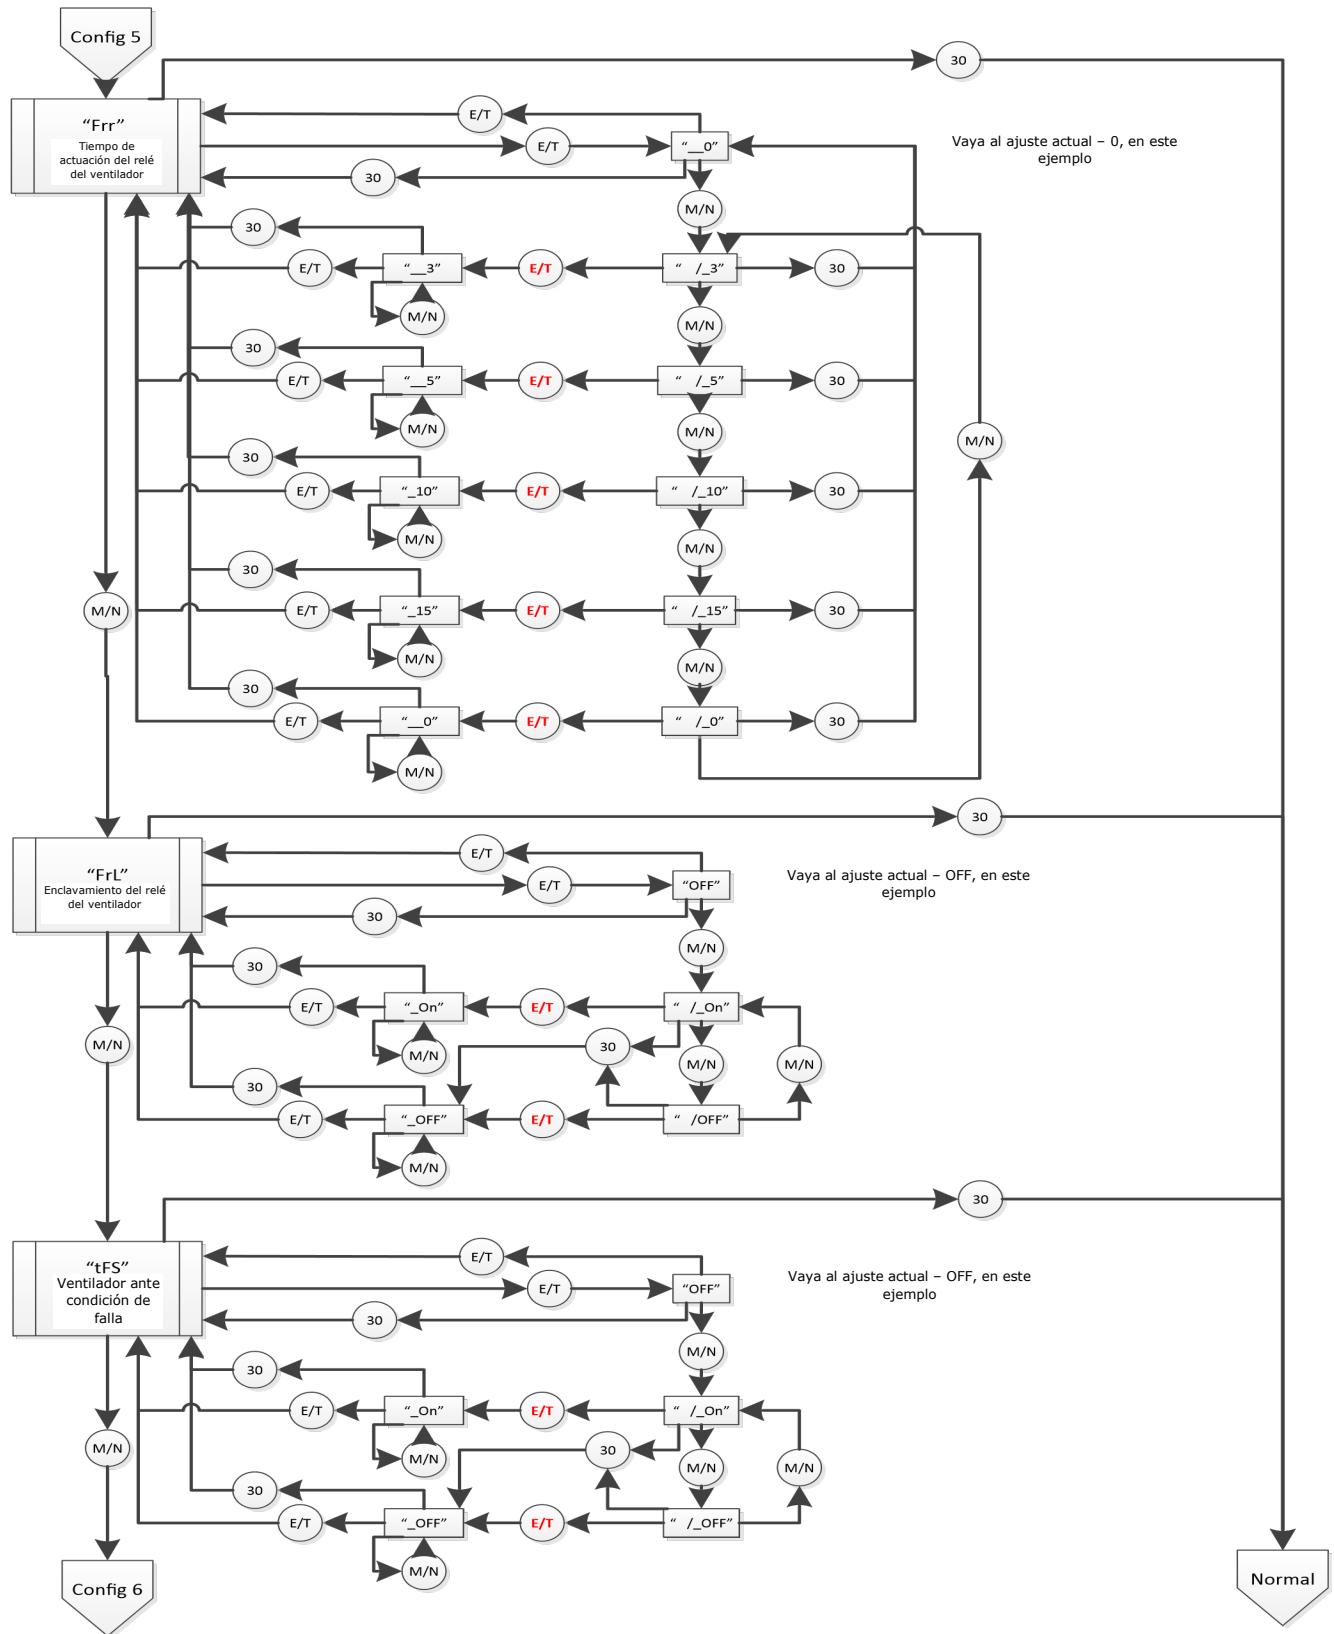 Config 5
30
"Frr"
Tiempo de
actuación del relé
del ventilador
E/T
E/T
"__0"
30
Vaya al ajuste actual – 0, en este
ejemplo
M/N
30
E/T
"__3"
E/T
" /_3"
30
M/N
M/N
30
E/T
"__5"
E/T
" /_5"
30
M/N
M/N
M/N
30
E/T
"_10"
E/T
" /_10"
30
M/N
M/N
30
E/T
"_15"
E/T
" /_15"
30
M/N
M/N
M/N
30
E/T
"__0"
E/T
" /_0"
30
M/N
30
"FrL"
Enclavamiento del relé
del ventilador
E/T
E/T
"OFF"
30
Vaya al ajuste actual – OFF, en este
ejemplo
M/N
30
E/T
"_On"
E/T
" /_On"
M/N
M/N
30
M/N
M/N
30
E/T
"_OFF"
E/T
" /OFF"
M/N
30
"tFS"
Ventilador ante
condición de
falla
E/T
E/T
"OFF"
30
Vaya al ajuste actual – OFF, en este
ejemplo
M/N
30
E/T
"_On"
E/T
" /_On"
M/N
M/N
30
M/N
M/N
30
E/T
"_OFF"
E/T
" /_OFF"
M/N
Config 6
Normal